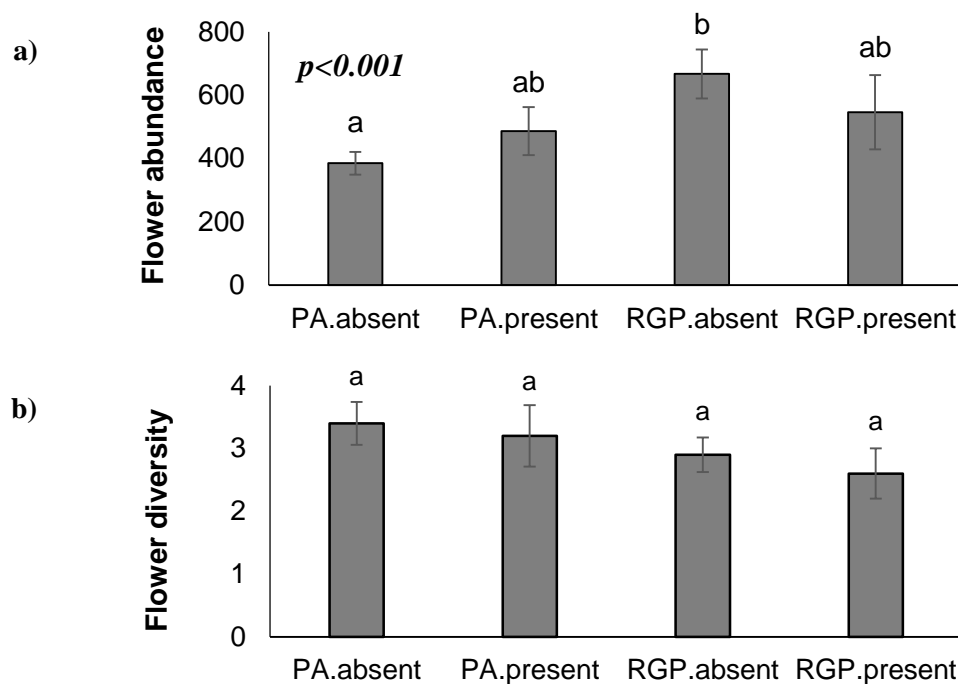 a)
Flower abundance
800
600
400
200
0
p<0.001
a
ab
b
ab
PA.absent PA.present RGP.absent RGP.present
b)
Flower diversity
4
3
2
1
0
a
a
a
a
PA.absent PA.present RGP.absent RGP.present